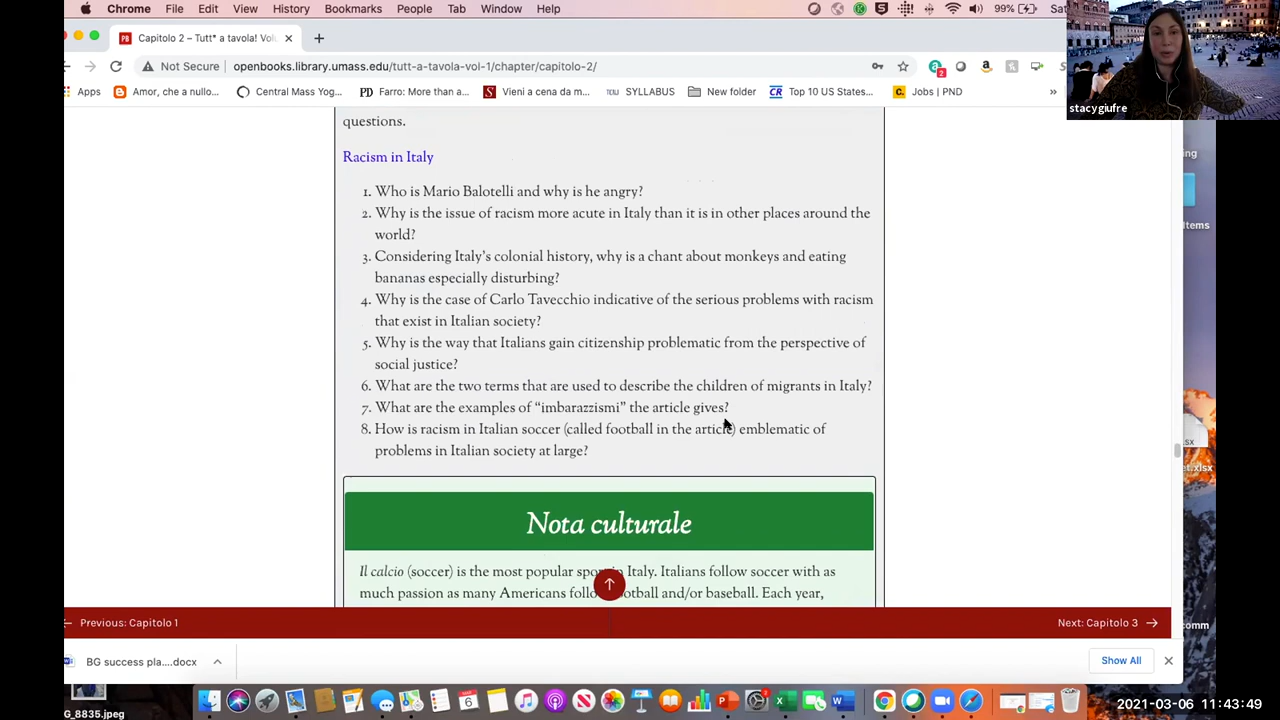 Chrome File Edit View History Bookmarks People Tab Window Help 99%
Capitolo 2 – Tutt* a tavola! Vol
Not Secure | openbooks.library.umass.edu/tutt-a-tavola-vol-1/chapter/capitolo-2/
Apps Amor, che a nullo... Central Mass Yog... Farro: More than a... Vieni a cena da m... SYLLABUS New folder Top 10 US States... Jobs | PND »
stacygiufre
questions.
Racism in Italy
1. Who is Mario Balotelli and why is he angry?
2. Why is the issue of racism more acute in Italy than it is in other places around the
world?
3. Considering Italy's colonial history, why is a chant about monkeys and eating
bananas especially disturbing?
4. Why is the case of Carlo Tavecchio indicative of the serious problems with racism
that exist in Italian society?
5. Why is the way that Italians gain citizenship problematic from the perspective of
social justice?
6. What are the two terms that are used to describe the children of migrants in Italy?
7. What are the examples of “imbarazzismi” the article gives?
8. How is racism in Italian soccer (called football in the article) emblematic of
problems in Italian society at large?
Nota culturale
Il calcio (soccer) is the most popular sport in Italy. Italians follow soccer with as
much passion as many Americans follow football and/or baseball. Each year,
← Previous: Capitolo 1 Next: Capitolo 3 →
BG success pla....docx Show All
G_8835.jpeg
2021-03-06 11:43:49